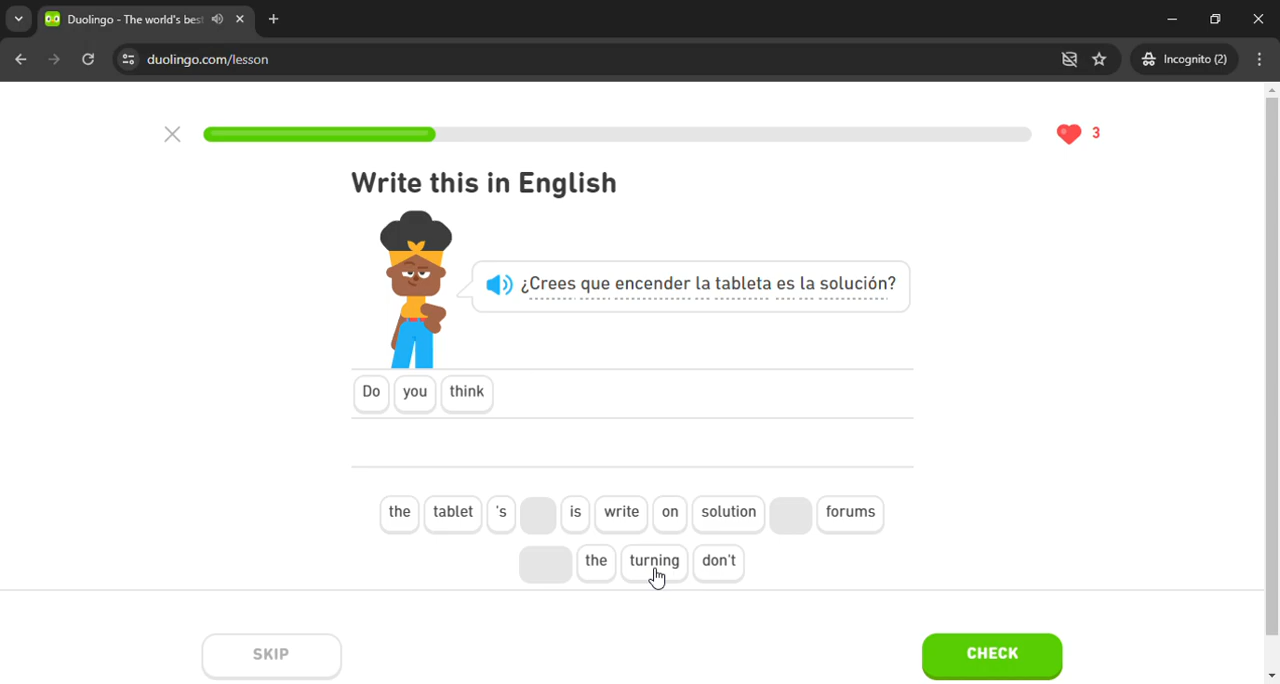 Duolingo - The world's bes
duolingo.com/lesson
Incognito (2)
3
Write this in English
¿Crees que encender la tableta es la solución?
Do you think
the tablet 's is write on solution forums
the turning don't
SKIP
CHECK